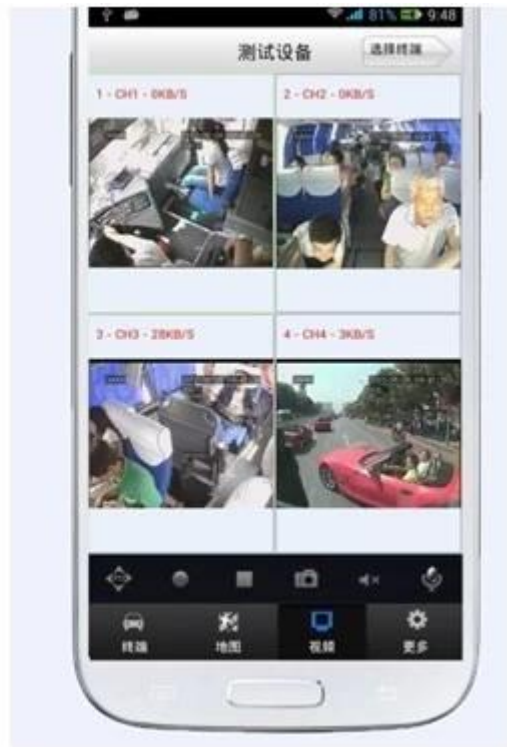 81% 9:48
测试设备 选择终端
1 - CH1 - 0KB/S 2 - CH2 - 0KB/S
3 - CH3 - 28KB/S 4 - CH4 - 3KB/S
终端 地图 视频 更多